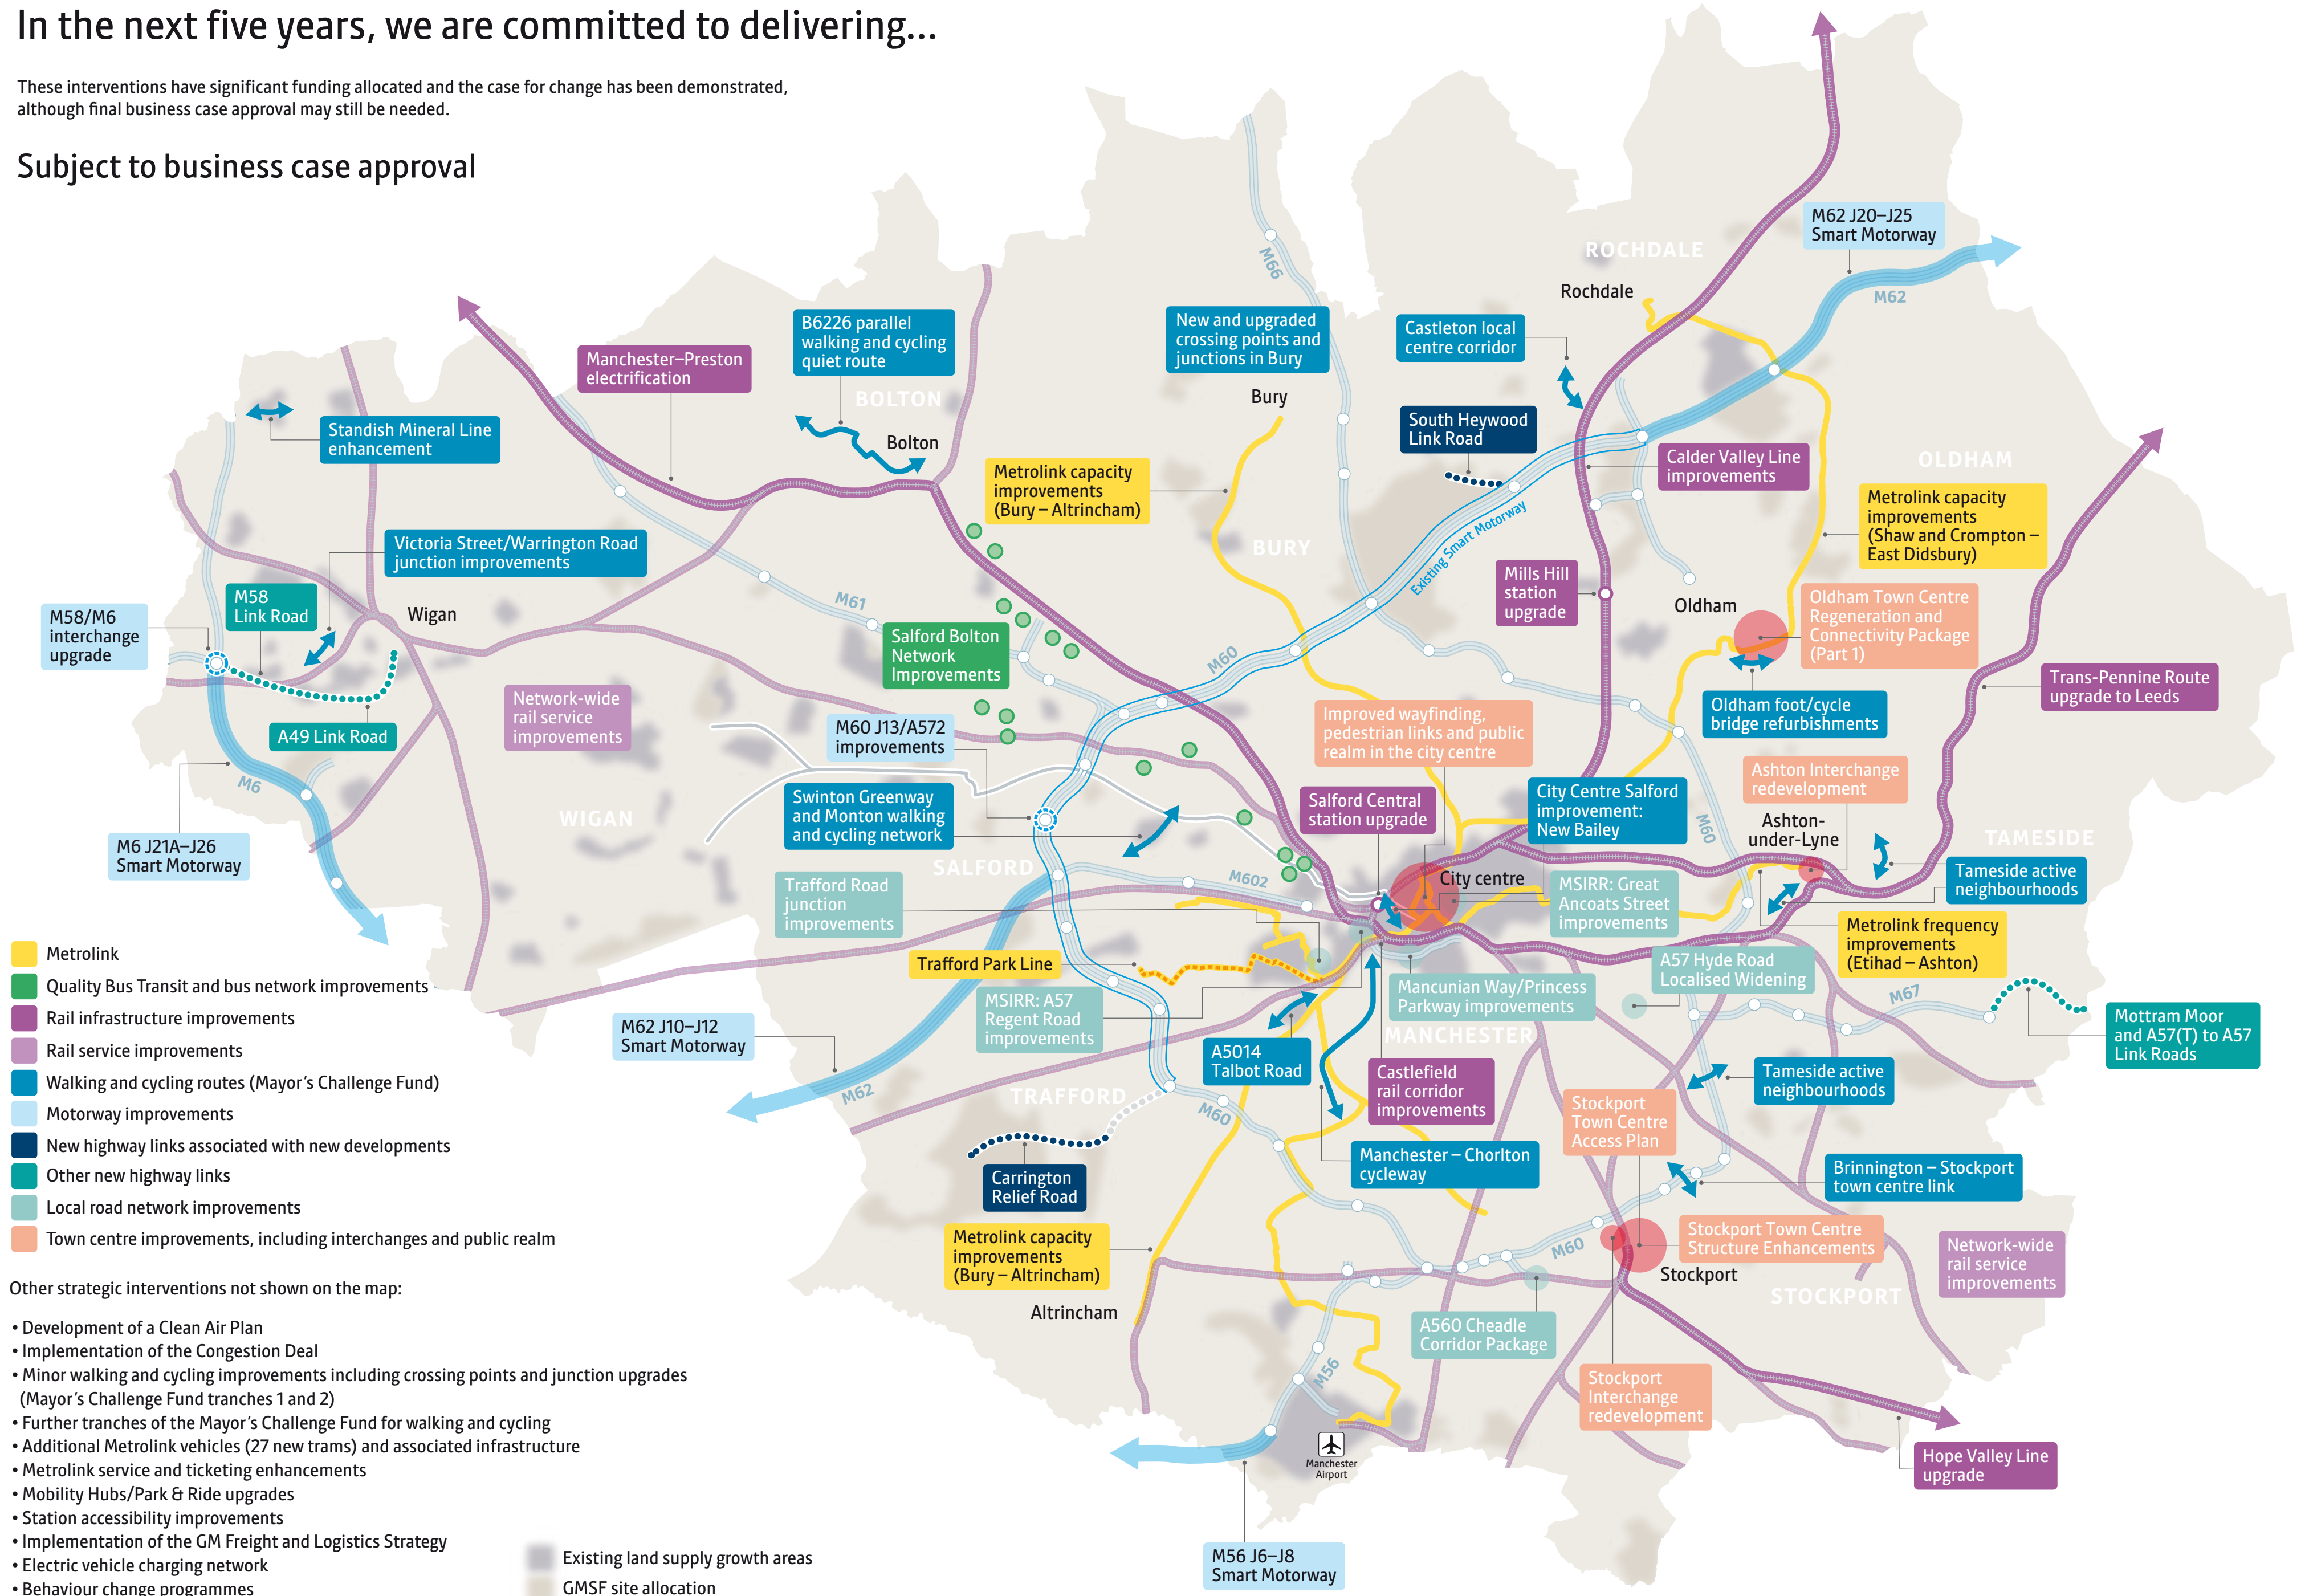 In the next five years, we are committed to delivering...
These interventions have significant funding allocated and the case for change has been demonstrated,
although final business case approval may still be needed.
Subject to business case approval
M62 J20–J25
Smart Motorway
ROCHDALE
Rochdale
M62
M66
B6226 parallel
walking and cycling
quiet route
New and upgraded
crossing points and
junctions in Bury
Castleton local
centre corridor
Manchester–Preston
electrification
BOLTON
Bolton
Bury
Standish Mineral Line
enhancement
South Heywood
Link Road
Calder Valley Line
improvements
OLDHAM
Metrolink capacity
improvements
(Bury – Altrincham)
Metrolink capacity
improvements
(Shaw and Crompton –
East Didsbury)
Existing Smart Motorway
BURY
Victoria Street/Warrington Road
junction improvements
M58
Link Road
M58/M6
interchange
upgrade
Wigan
M61
Mills Hill
station
upgrade
Oldham
Oldham Town Centre
Regeneration and
Connectivity Package
(Part 1)
Salford Bolton
Network
Improvements
M60
Trans-Pennine Route
upgrade to Leeds
Network-wide
rail service
improvements
A49 Link Road
M60 J13/A572
improvements
Improved wayfinding,
pedestrian links and public
realm in the city centre
Oldham foot/cycle
bridge refurbishments
M6
Ashton Interchange
redevelopment
Swinton Greenway
and Monton walking
and cycling network
Salford Central
station upgrade
City Centre Salford
improvement:
New Bailey
M60
Ashton-
under-Lyne
WIGAN
M6 J21A–J26
Smart Motorway
SALFORD
TAMESIDE
Tameside active
neighbourhoods
M602
City centre
Trafford Road
junction
improvements
MSIRR: Great
Ancoats Street
improvements
Metrolink frequency
improvements
(Etihad – Ashton)
Trafford Park Line
A57 Hyde Road
Localised Widening
Mancunian Way/Princess
Parkway improvements
MSIRR: A57
Regent Road
improvements
M67
Mottram Moor
and A57(T) to A57
Link Roads
M62 J10–J12
Smart Motorway
MANCHESTER
A5014
Talbot Road
Castlefield
rail corridor
improvements
Tameside active
neighbourhoods
M62
TRAFFORD
M60
Stockport
Town Centre
Access Plan
Manchester – Chorlton
cycleway
Brinnington – Stockport
town centre link
Carrington
Relief Road
Metrolink capacity
improvements
(Bury – Altrincham)
M60
Stockport Town Centre
Structure Enhancements
Stockport
Network-wide
rail service
improvements
STOCKPORT
Altrincham
A560 Cheadle
Corridor Package
M56
Stockport
Interchange
redevelopment
Manchester
Airport
Hope Valley Line
upgrade
M56 J6–J8
Smart Motorway
Metrolink
Quality Bus Transit and bus network improvements
Rail infrastructure improvements
Rail service improvements
Walking and cycling routes (Mayor's Challenge Fund)
Motorway improvements
New highway links associated with new developments
Other new highway links
Local road network improvements
Town centre improvements, including interchanges and public realm
Other strategic interventions not shown on the map:
• Development of a Clean Air Plan
• Implementation of the Congestion Deal
• Minor walking and cycling improvements including crossing points and junction upgrades
(Mayor's Challenge Fund tranches 1 and 2)
• Further tranches of the Mayor's Challenge Fund for walking and cycling
• Additional Metrolink vehicles (27 new trams) and associated infrastructure
• Metrolink service and ticketing enhancements
• Mobility Hubs/Park & Ride upgrades
• Station accessibility improvements
• Implementation of the GM Freight and Logistics Strategy
• Electric vehicle charging network
• Behaviour change programmes
Existing land supply growth areas
GMSF site allocation